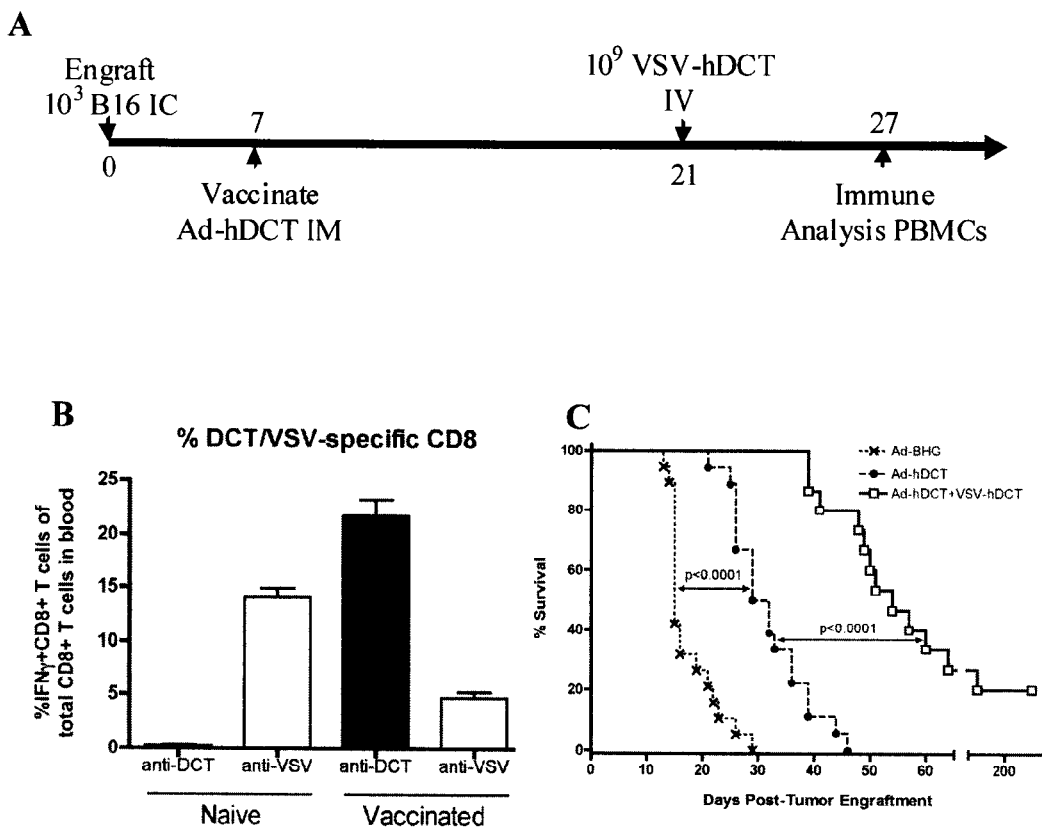 A
Engraft
10³ B16 IC
10⁹ VSV-hDCT
IV
7
27
0
21
Vaccinate
Ad-hDCT IM
Immune
Analysis PBMCs
B
% DCT/VSV-specific CD8
%IFNγ+CD8+ T cells of
total CD8+ T cells in blood
25
20
15
10
5
0
anti-DCT
anti-VSV
anti-DCT
anti-VSV
Naive
Vaccinated
C
% Survival
100
80
60
40
20
0
Ad-BHG
Ad-hDCT
Ad-hDCT+VSV-hDCT
p<0.0001
p<0.0001
0
10
20
30
40
50
60
200
Days Post-Tumor Engraftment